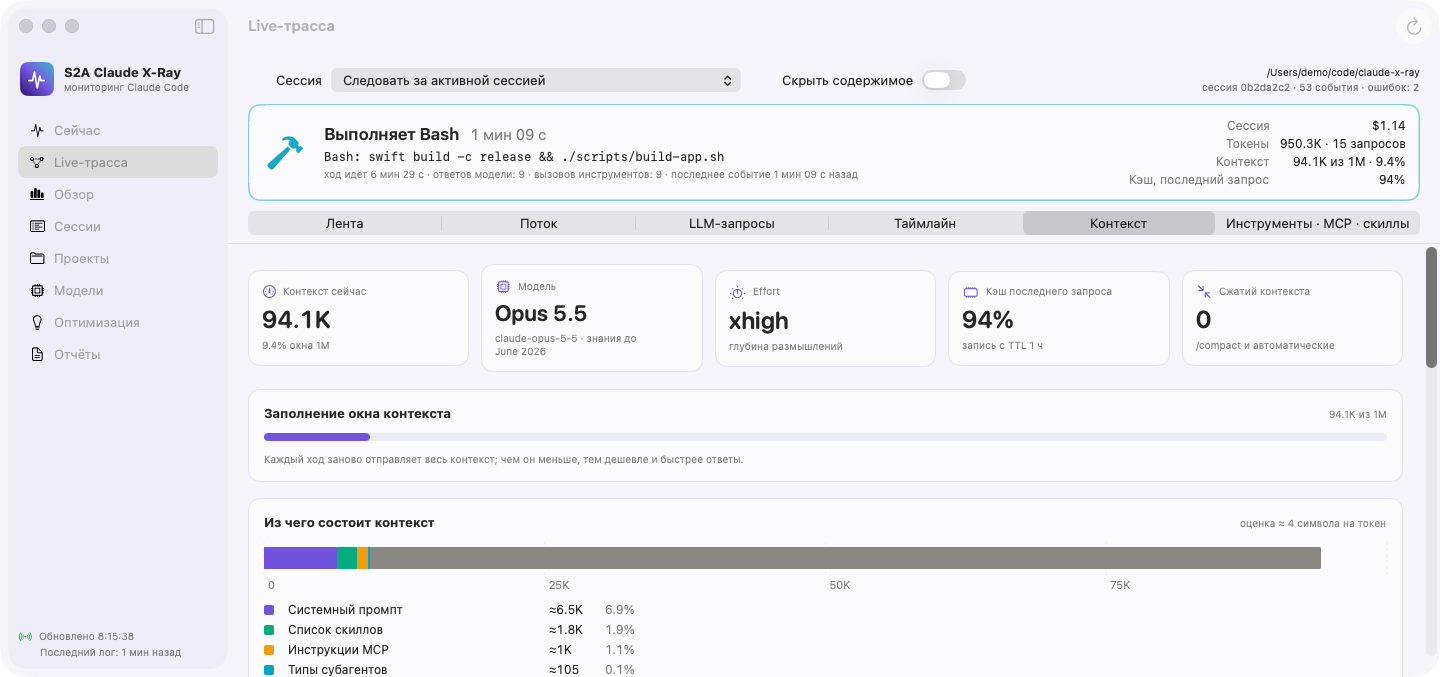 Live-трасса
S2A Claude X-Ray
мониторинг Claude Code
Сейчас
Live-трасса
Обзор
Сессии
Проекты
Модели
Оптимизация
Отчёты
Обновлено 8:15:38
Последний лог: 1 мин назад
Сессия
Следовать за активной сессией
Скрыть содержимое
/Users/demo/code/claude-x-ray
сессия 0b2da2c2 · 53 события · ошибок: 2
Выполняет Bash 1 мин 09 с
Bash: swift build -c release && ./scripts/build-app.sh
ход идёт 6 мин 29 с · ответов модели: 9 · вызовов инструментов: 9 · последнее событие 1 мин 09 с назад
Сессия $1.14
Токены 950.3K · 15 запросов
Контекст 94.1K из 1M · 9.4%
Кэш, последний запрос 94%
Лента
Поток
LLM-запросы
Таймлайн
Контекст
Инструменты · MCP · скиллы
Контекст сейчас
94.1K
9.4% окна 1M
Модель
Opus 5.5
claude-opus-5-5 · знания до
June 2026
Effort
xhigh
глубина размышлений
Кэш последнего запроса
94%
запись с TTL 1 ч
Сжатий контекста
0
/compact и автоматические
Заполнение окна контекста
94.1K из 1M
Каждый ход заново отправляет весь контекст; чем он меньше, тем дешевле и быстрее ответы.
Из чего состоит контекст
оценка ≈ 4 символа на токен
0 25K 50K 75K
Системный промпт ≈6.5K 6.9%
Список скиллов ≈1.8K 1.9%
Инструкции MCP ≈1K 1.1%
Типы субагентов ≈105 0.1%